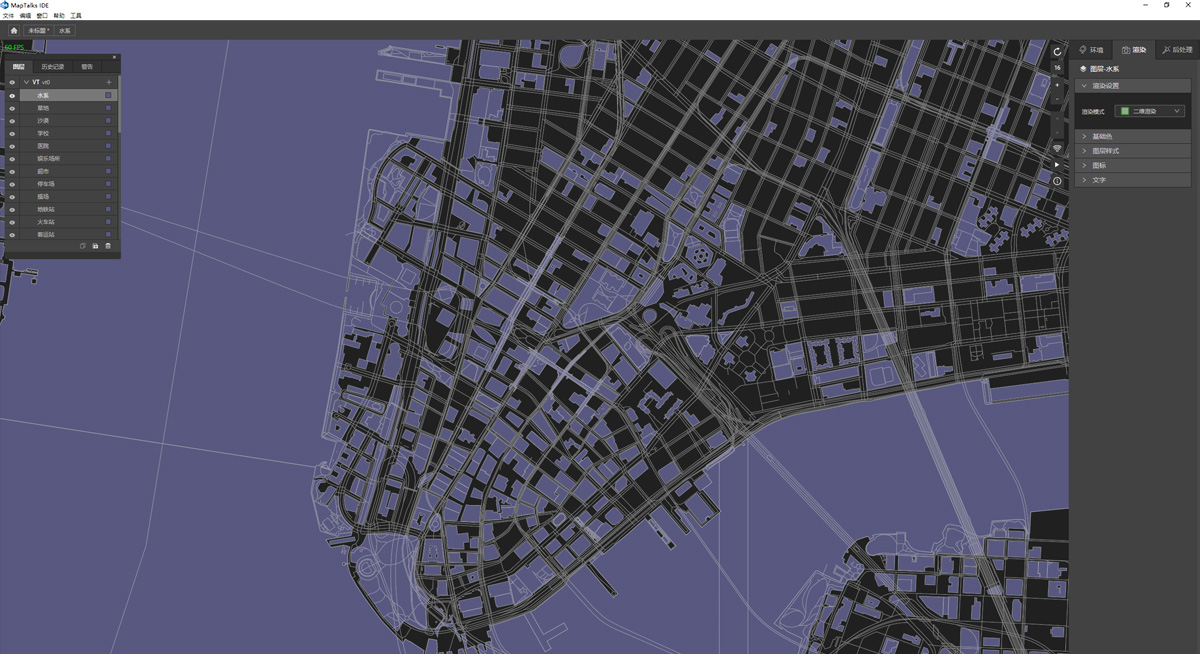 MapTalks IDE
文件 编辑 窗口 帮助 工具
未标题 * 水系
60 FPS
图层 历史记录 警告
VT vt0
水系
草地
沙滩
学校
医院
娱乐场所
超市
停车场
操场
地铁站
火车站
客运站
16
环境 渲染 后处理
图层-水系
渲染设置
渲染模式 二维渲染
基础色
图层样式
图标
文字